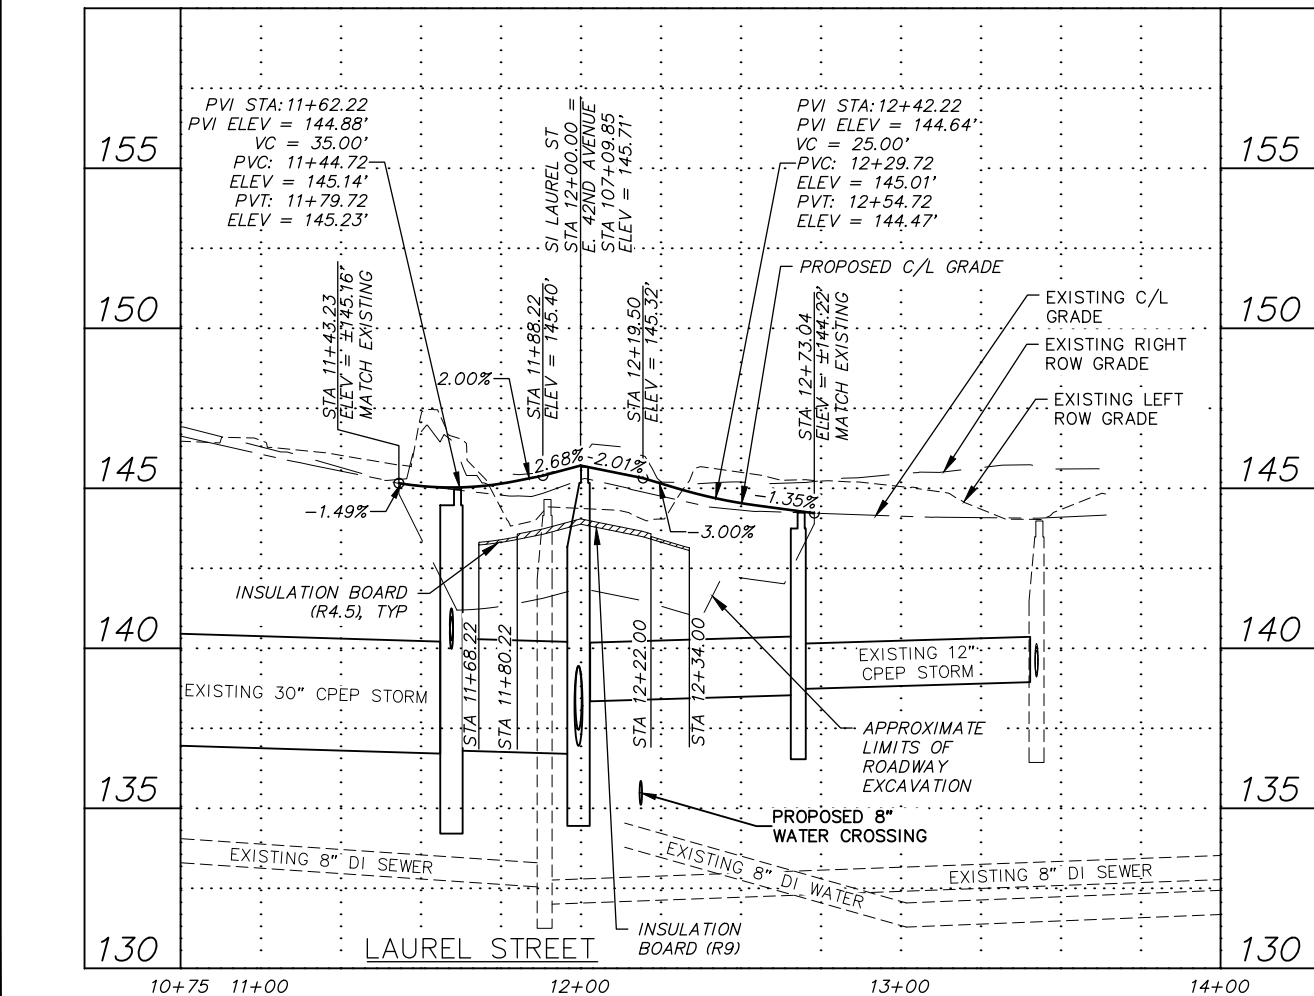 PVI STA: 11+62.22
PVI ELEV = 144.88'
VC = 35.00'
PVC: 11+44.72
ELEV = 145.14'
PVT: 11+79.72
ELEV = 145.23'
SI LAUREL ST
STA 12+00.00 =
E. 42ND AVENUE
STA 107+09.85
ELEV = 145.71'
PVI STA: 12+42.22
PVI ELEV = 144.64'
VC = 25.00'
PVC: 12+29.72
ELEV = 145.01'
PVT: 12+54.72
ELEV = 144.47'
155
155
150
150
145
145
140
140
135
135
130
130
STA 11+43.23
ELEV = ±145.16'
MATCH EXISTING
STA 11+88.22
ELEV = 145.40'
STA 12+19.50
ELEV = 145.32'
STA 12+73.04
ELEV = ±144.22'
MATCH EXISTING
PROPOSED C/L GRADE
EXISTING C/L
GRADE
EXISTING RIGHT
ROW GRADE
EXISTING LEFT
ROW GRADE
2.00%
2.68%
-2.01%
-1.35%
-1.49%
-3.00%
INSULATION BOARD
(R4.5), TYP
STA 11+68.22
STA 11+80.22
STA 12+22.00
STA 12+34.00
EXISTING 30" CPEP STORM
EXISTING 12"
CPEP STORM
APPROXIMATE
LIMITS OF
ROADWAY
EXCAVATION
PROPOSED 8"
WATER CROSSING
EXISTING 8" DI SEWER
EXISTING 8" DI WATER
EXISTING 8" DI SEWER
INSULATION
BOARD (R9)
LAUREL STREET
10+75
11+00
12+00
13+00
14+00